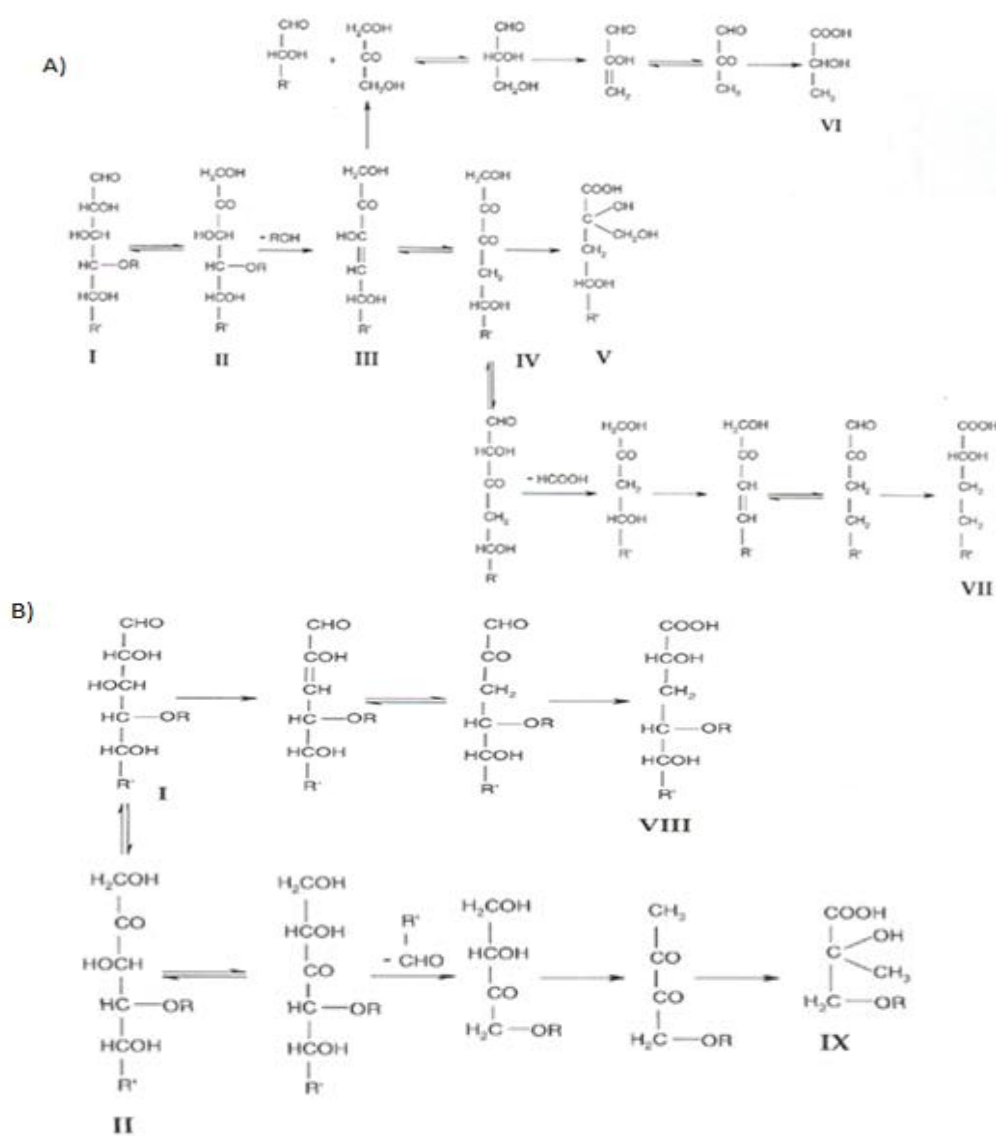 A)
CHO
HCOH
R'
+
H₂COH
CO
CH₂OH
CHO
HCOH
CH₂OH
CHO
COH
CH₂
CHO
CO
CH₃
COOH
CHOH
CH₃
VI
CHO
HCOH
HOCH
HC—OR
HCOH
R'
I
H₂COH
CO
HOCH
HC—OR
HCOH
R'
II
- ROH
H₂COH
CO
HOC
HC
HCOH
R'
III
H₂COH
CO
CO
CH₂
HCOH
R'
IV
COOH
OH
C
CH₂OH
CH₂
HCOH
R'
V
CHO
HCOH
CO
CH₂
HCOH
R'
- HCOOH
H₂COH
CO
CH₂
HCOH
R'
H₂COH
CO
CH
CH
R'
CHO
CO
CH₂
CH₂
R'
COOH
HCOH
CH₂
CH₂
R'
VII
B)
CHO
HCOH
HOCH
HC—OR
HCOH
R'
I
CHO
COH
CH
HC—OR
HCOH
R'
CHO
CO
CH₂
HC—OR
HCOH
R'
COOH
HCOH
CH₂
HC—OR
HCOH
R'
VIII
H₂COH
CO
HOCH
HC—OR
HCOH
R'
II
H₂COH
HCOH
CO
HC—OR
HCOH
R'
R'
- CHO
H₂COH
HCOH
CO
H₂C—OR
CH₃
CO
CO
H₂C—OR
COOH
OH
C
CH₃
H₂C—OR
IX